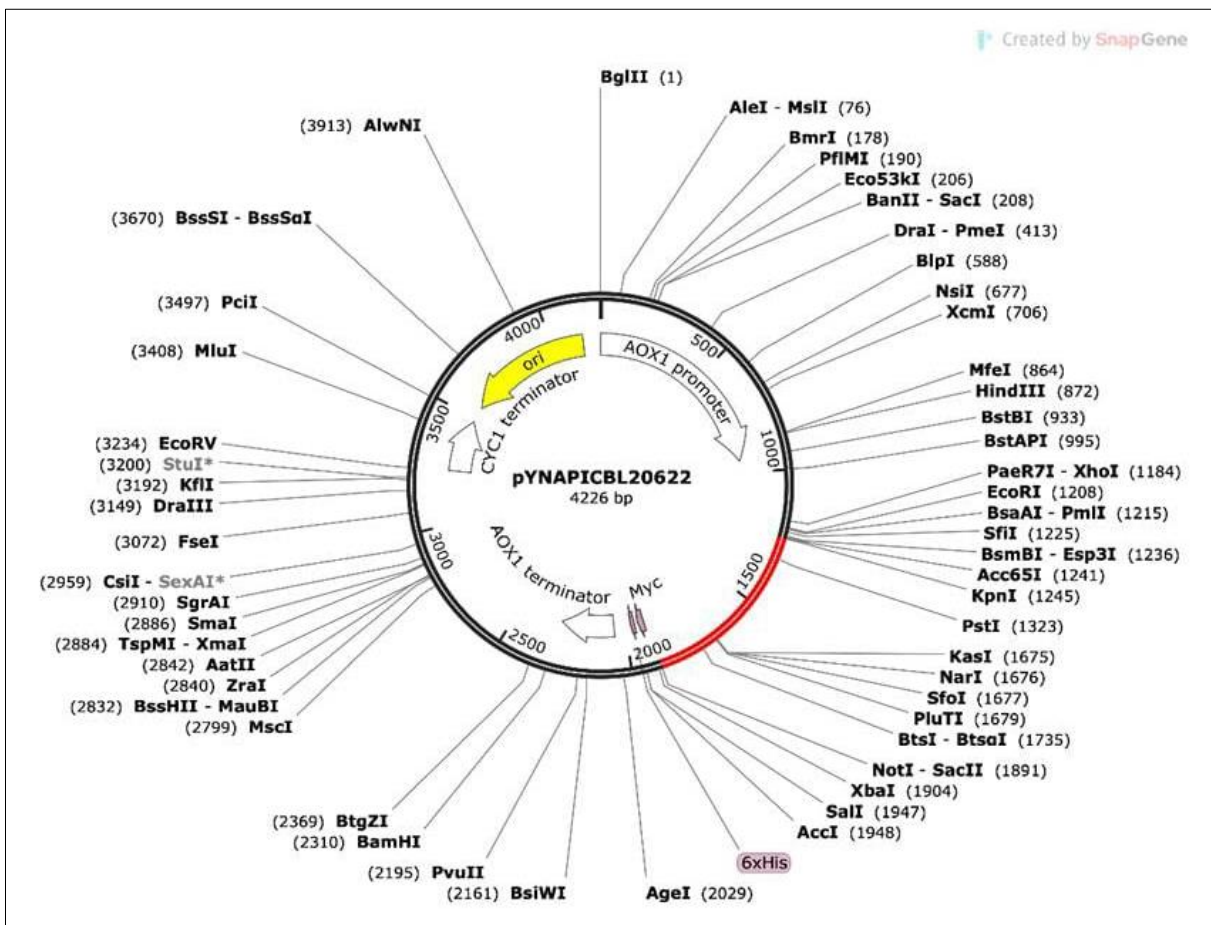 Created by SnapGene
BglII (1)
AleI - MslI (76)
BmrI (178)
PflMI (190)
Eco53kI (206)
BanII - SacI (208)
DraI - PmeI (413)
BlpI (588)
NsiI (677)
XcmI (706)
MfeI (864)
HindIII (872)
BstBI (933)
BstAPI (995)
PaeR7I - XhoI (1184)
EcoRI (1208)
BsaAI - PmlI (1215)
SfiI (1225)
BsmBI - Esp3I (1236)
Acc65I (1241)
KpnI (1245)
PstI (1323)
KasI (1675)
NarI (1676)
SfoI (1677)
PluTI (1679)
BtsI - BtsαI (1735)
NotI - SacII (1891)
XbaI (1904)
SalI (1947)
AccI (1948)
6xHis
AgeI (2029)
(2161) BsiWI
(2195) PvuII
(2310) BamHI
(2369) BtgZI
(2799) MscI
(2832) BssHII - MauBI
(2840) ZraI
(2842) AatII
(2884) TspMI - XmaI
(2886) SmaI
(2910) SgrAI
(2959) CsiI - SexAI*
(3072) FseI
(3149) DraIII
(3192) KflI
(3200) StuI*
(3234) EcoRV
(3408) MluI
(3497) PciI
(3670) BssSI - BssSαI
(3913) AlwNI
500
1000
1500
2000
2500
3000
3500
4000
AOX1 promoter
Myc
AOX1 terminator
CYC1 terminator
ori
pYNAPICBL20622
4226 bp